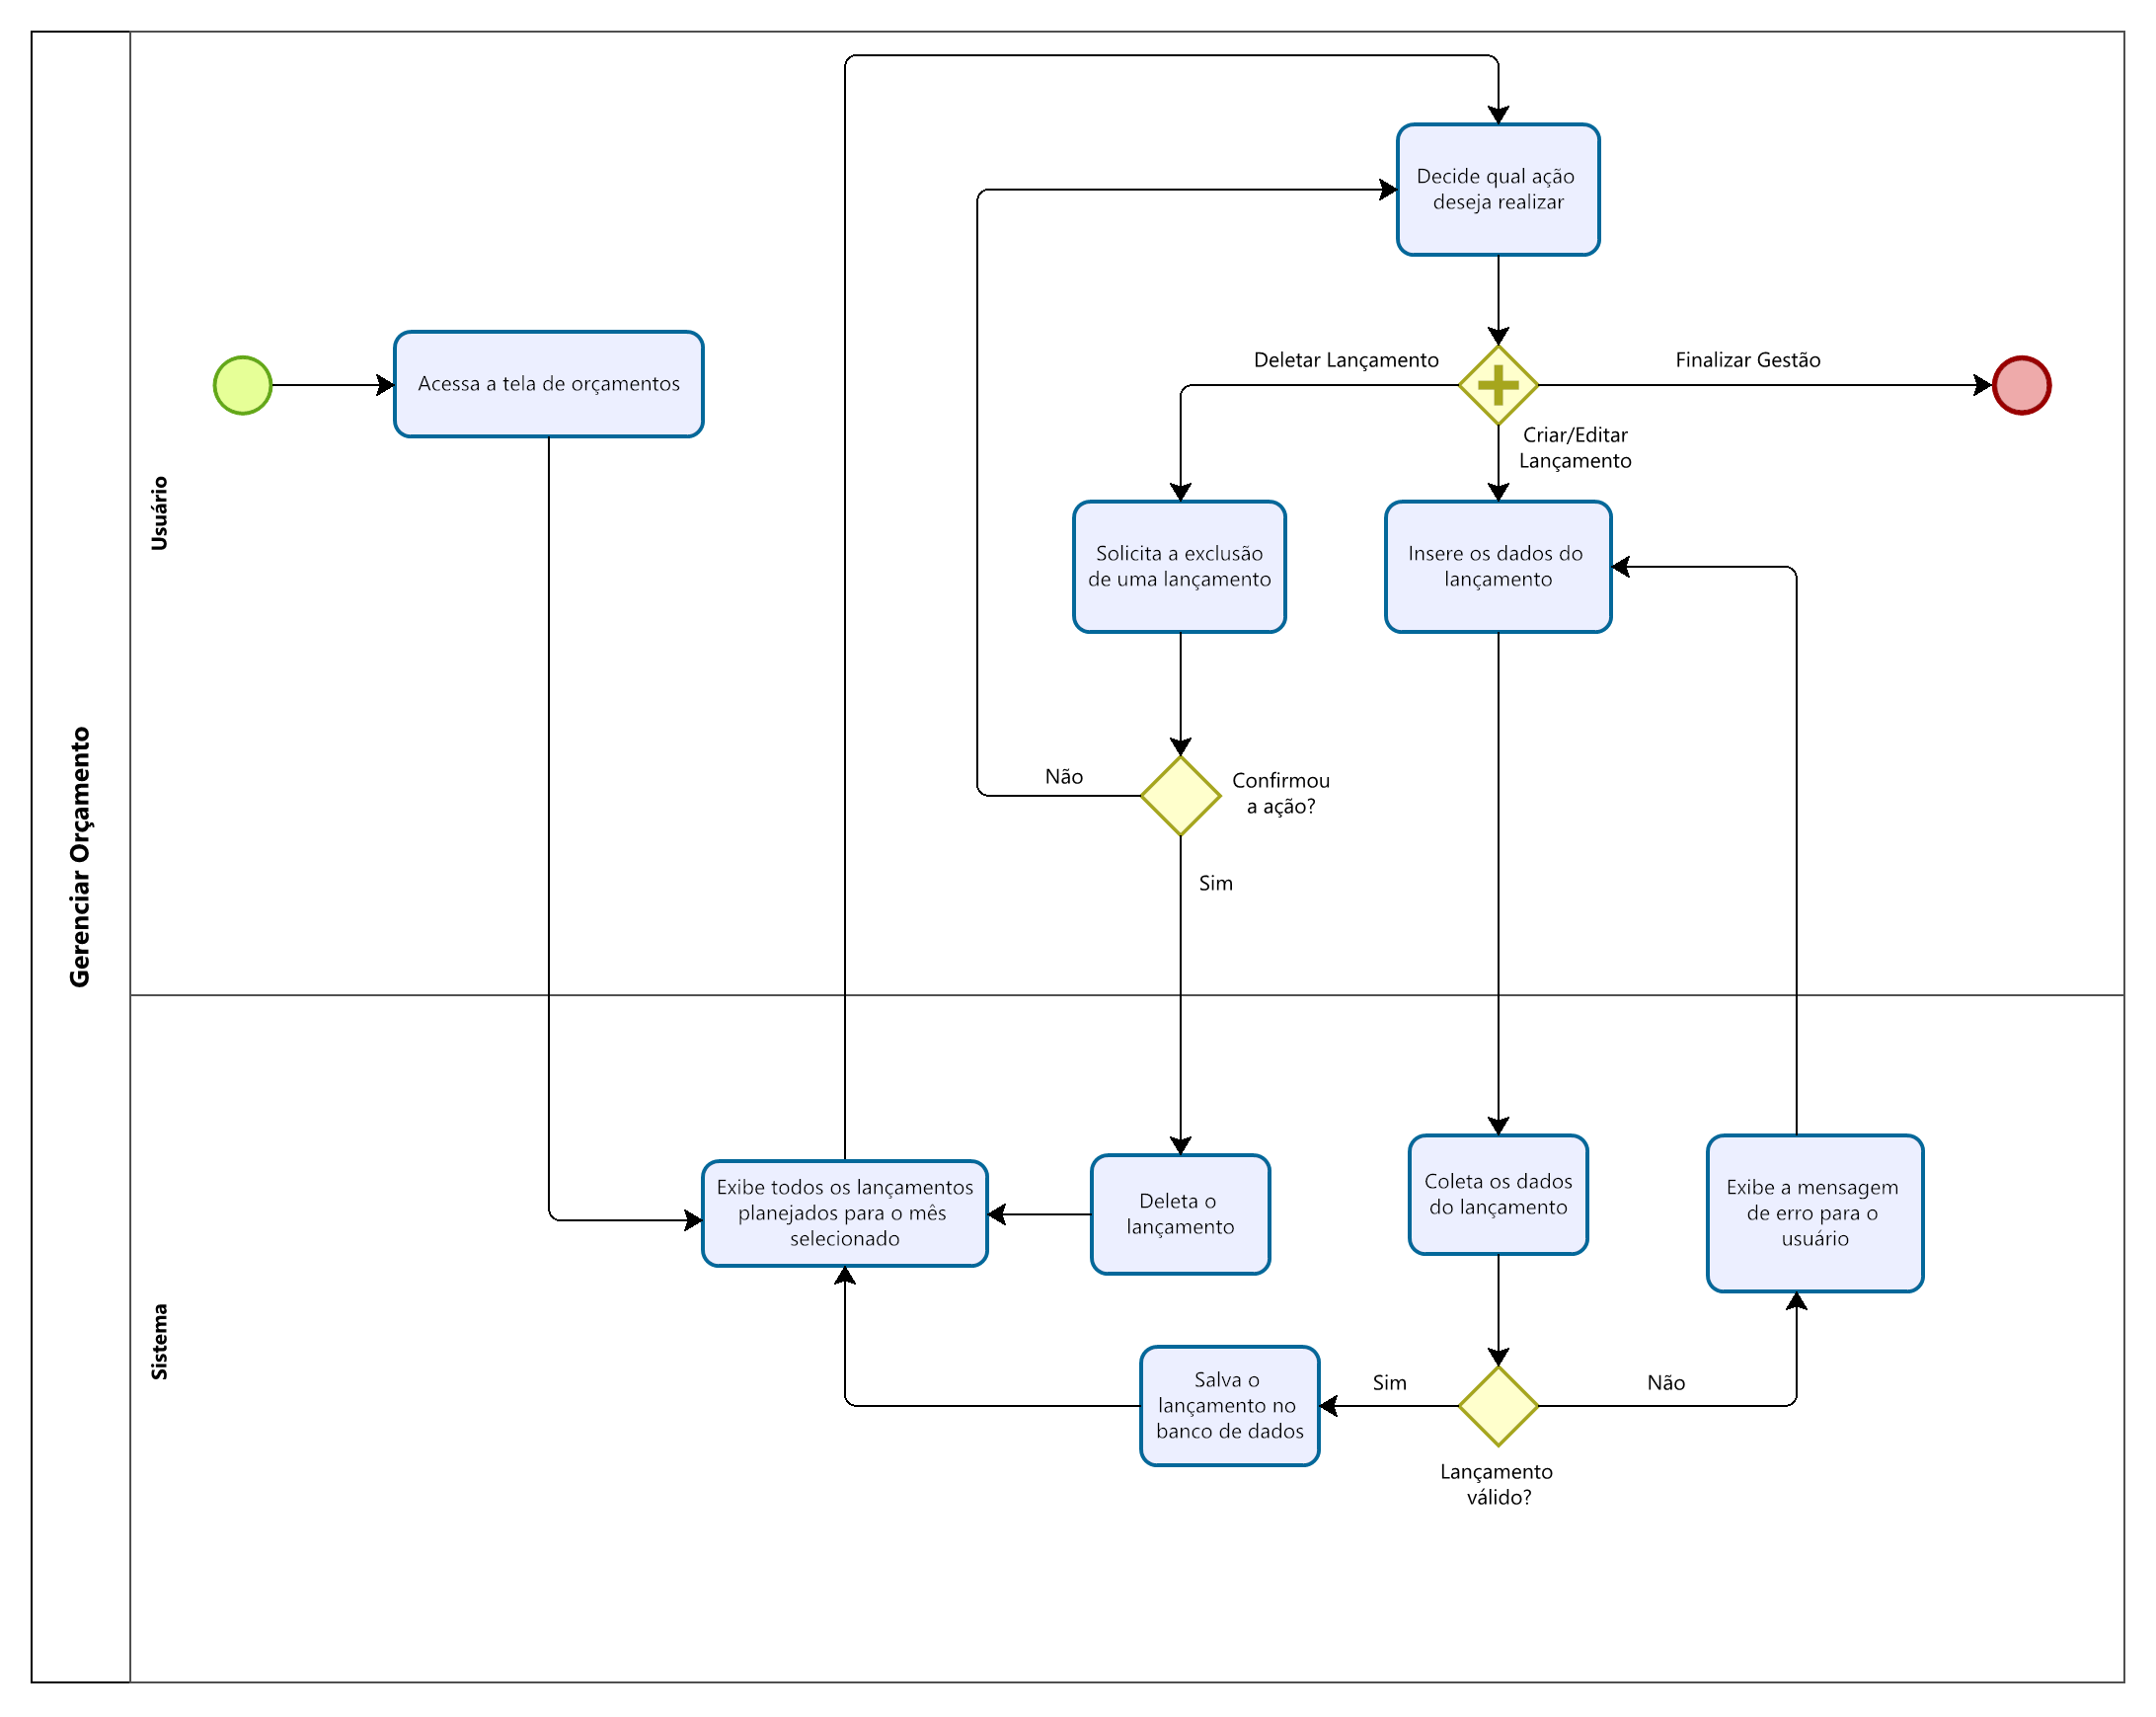 Gerenciar Orçamento
Usuário
Decide qual ação
deseja realizar
Acessa a tela de orçamentos
Deletar Lançamento
Finalizar Gestão
Criar/Editar
Lançamento
Solicita a exclusão
de uma lançamento
Insere os dados do
lançamento
Não
Confirmou
a ação?
Sim
Sistema
Exibe todos os lançamentos
planejados para o mês
selecionado
Deleta o
lançamento
Coleta os dados
do lançamento
Exibe a mensagem
de erro para o
usuário
Salva o
lançamento no
banco de dados
Sim
Não
Lançamento
válido?